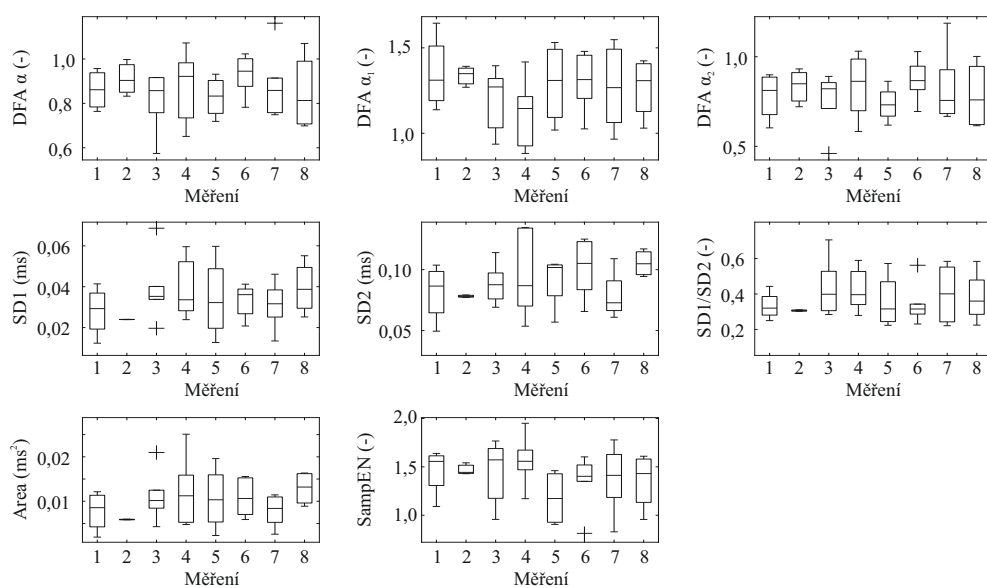 DFA α (-)
1,0
0,8
0,6
1 2 3 4 5 6 7 8
Měření
DFA α₁ (-)
1,5
1,0
1 2 3 4 5 6 7 8
Měření
DFA α₂ (-)
1,0
0,5
1 2 3 4 5 6 7 8
Měření
SD1 (ms)
0,06
0,04
0,02
1 2 3 4 5 6 7 8
Měření
SD2 (ms)
0,10
0,05
1 2 3 4 5 6 7 8
Měření
SD1/SD2 (-)
0,6
0,4
0,2
1 2 3 4 5 6 7 8
Měření
Area (ms²)
0,02
0,01
1 2 3 4 5 6 7 8
Měření
SampEN (-)
2,0
1,5
1,0
1 2 3 4 5 6 7 8
Měření